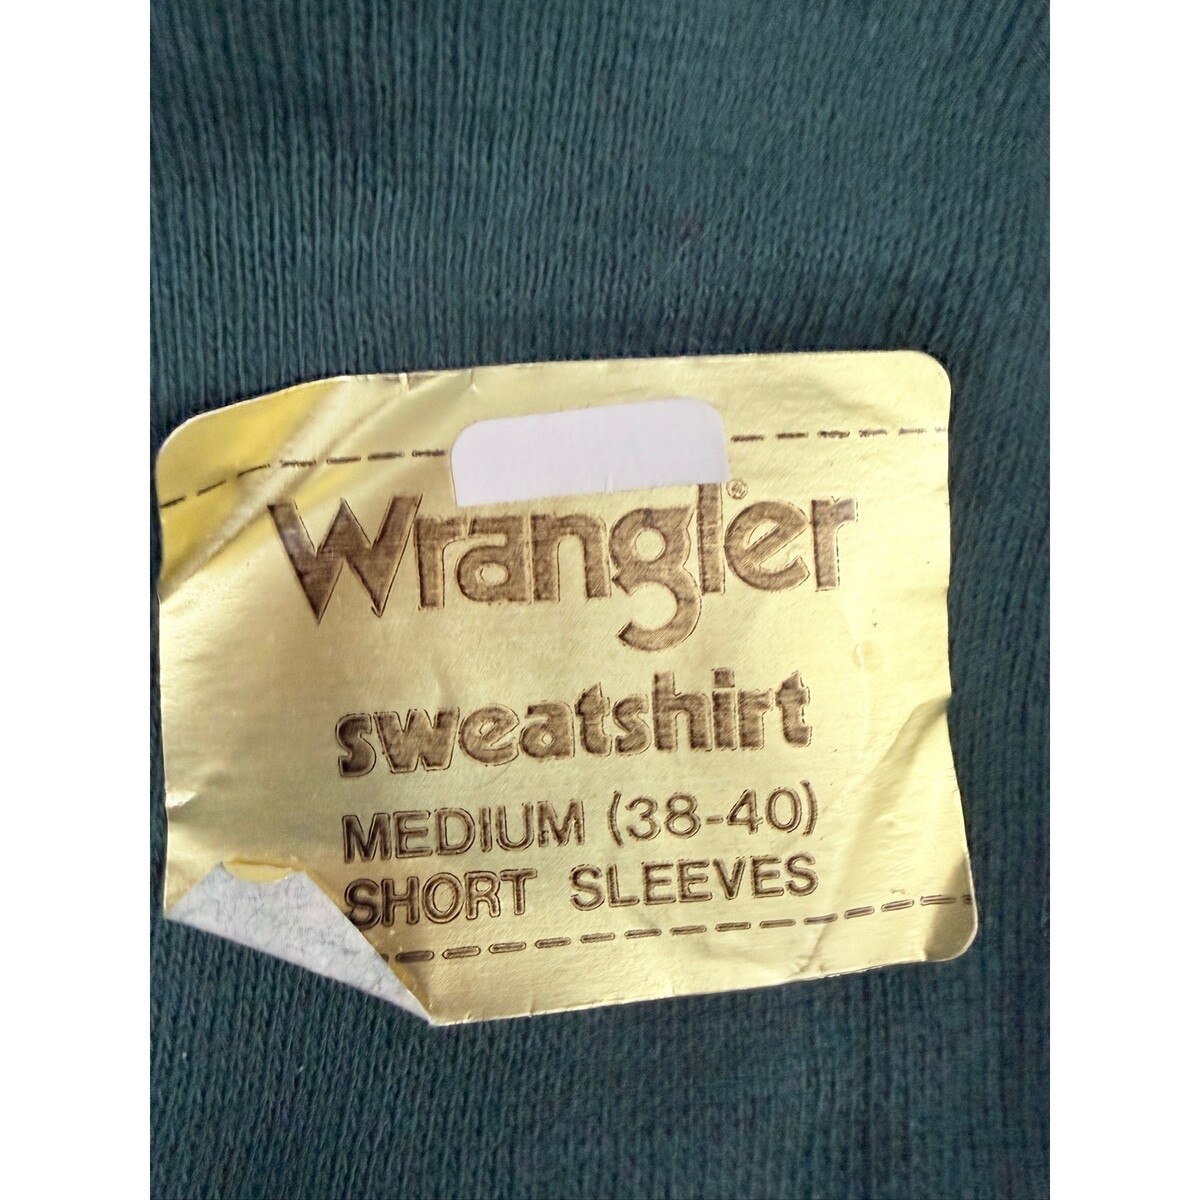 Wrangler®
sweatshirt
MEDIUM (38-40)
SHORT SLEEVES